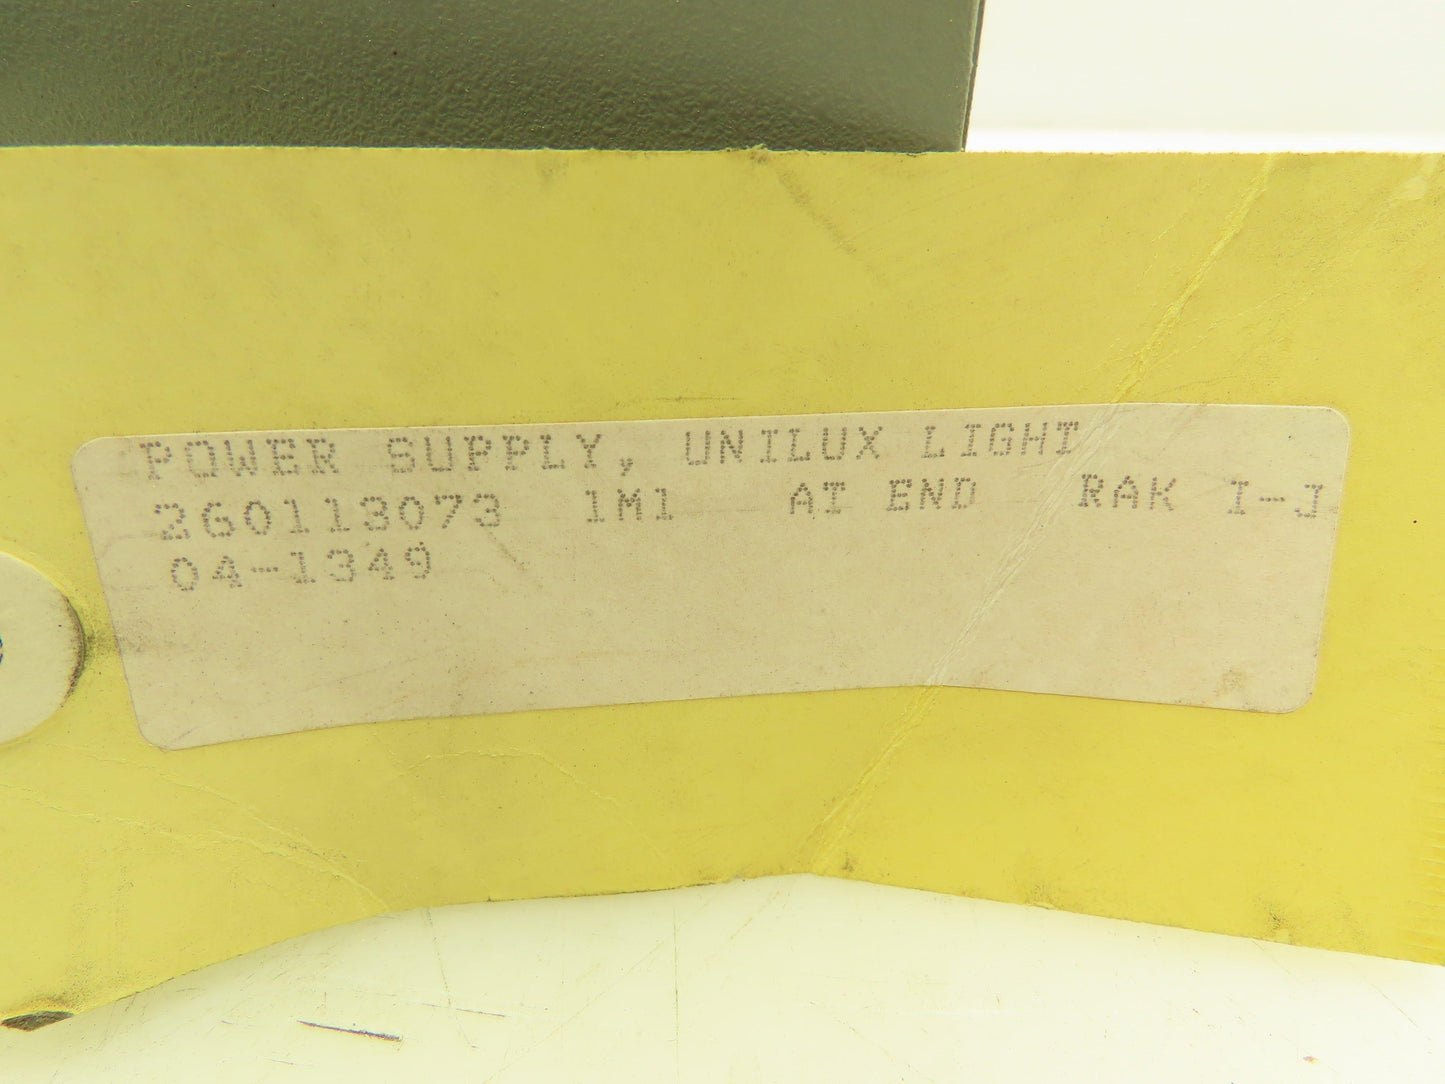 POWER SUPPLY, UNILUX LIGHT
2G0113073 1M1 AT END RAK I-J
04-1349